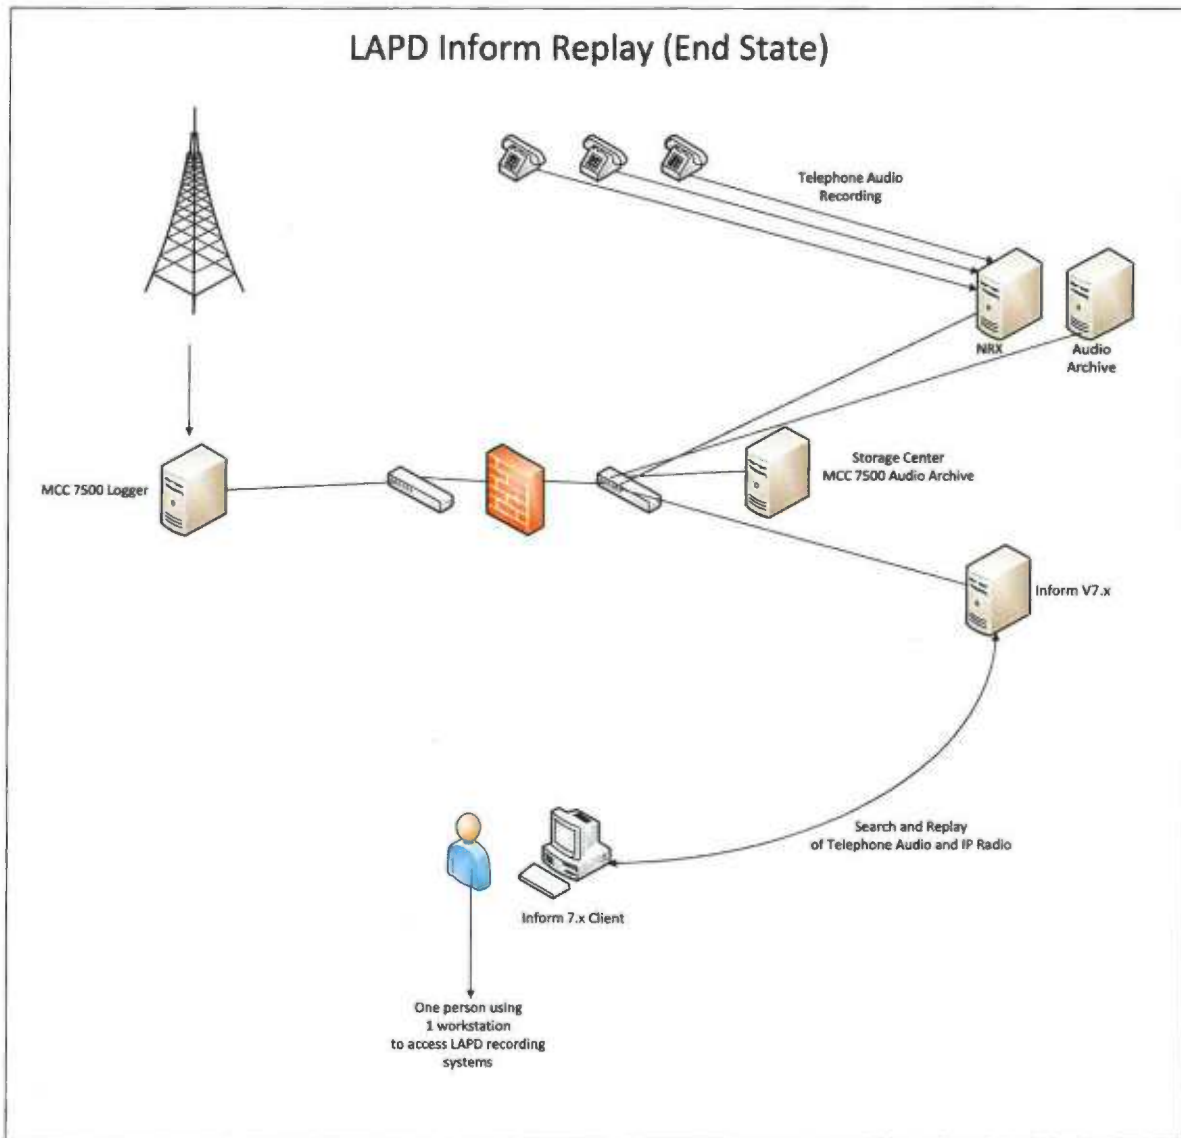 LAPD Inform Replay (End State)
Telephone Audio
Recording
NRX
Audio
Archive
MCC 7500 Logger
Storage Center
MCC 7500 Audio Archive
Inform V7.x
Search and Replay
of Telephone Audio and IP Radio
Inform 7.x Client
One person using
1 workstation
to access LAPD recording
systems